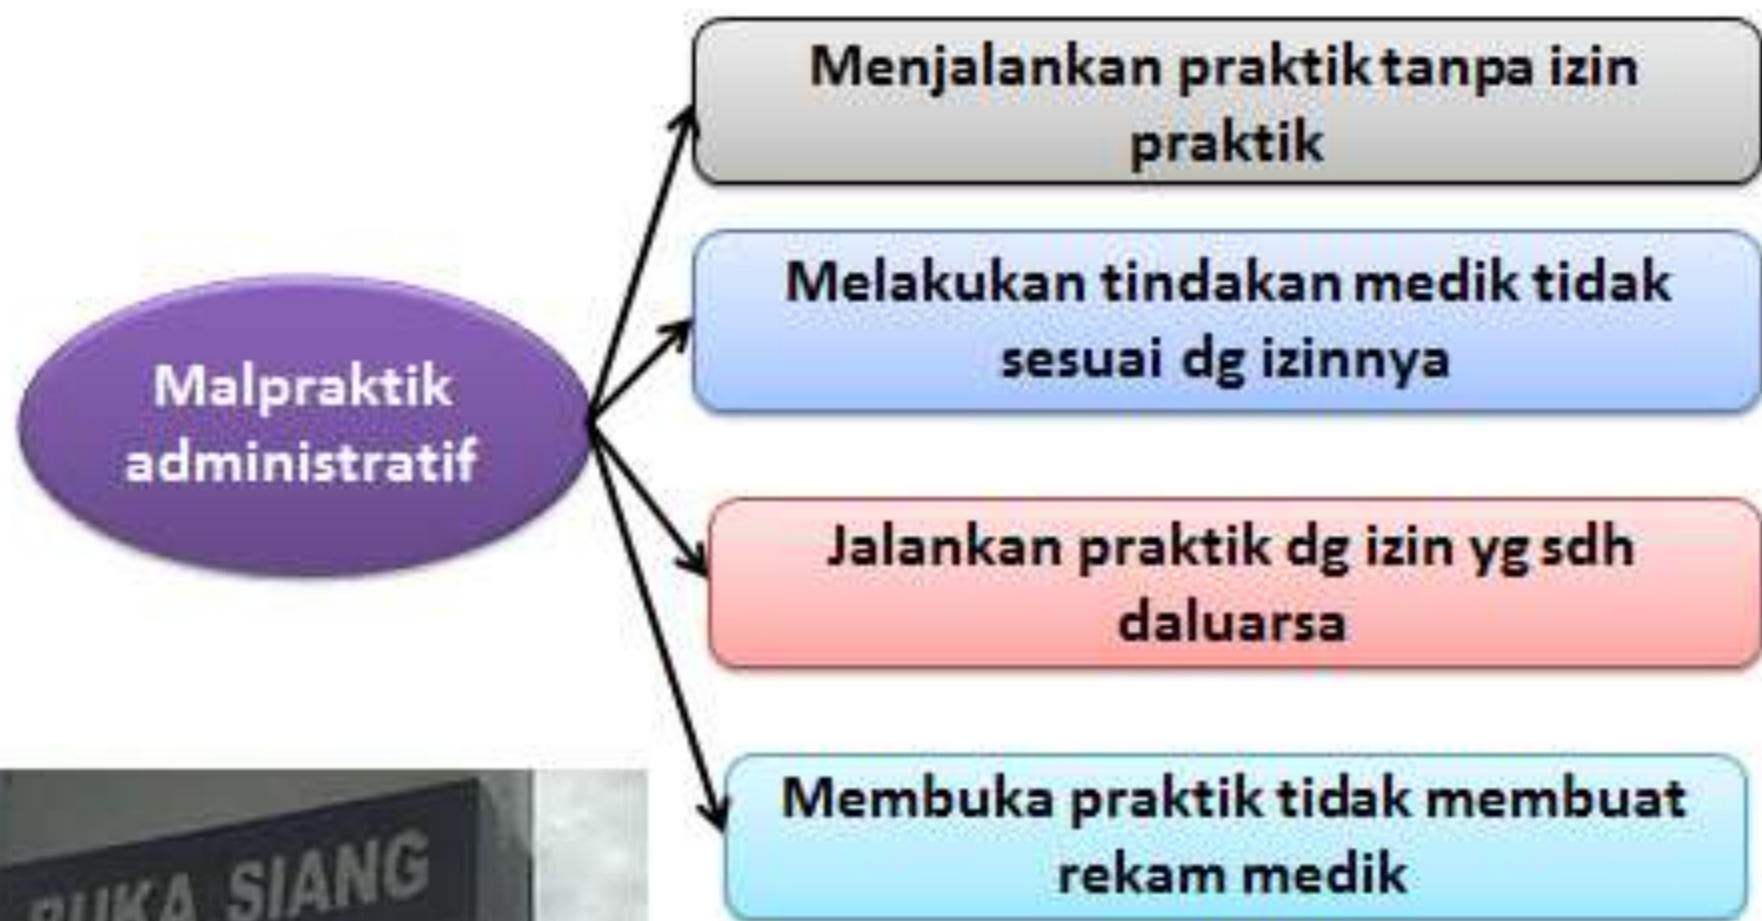 Malpraktik
administratif
Menjalankan praktik tanpa izin
praktik
Melakukan tindakan medik tidak
sesuai dg izinnya
Jalankan praktik dg izin yg sdh
daluarsa
Membuka praktik tidak membuat
rekam medik
BUKA SIANG